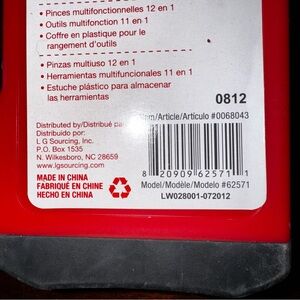 • Pinces multifonctionnelles 12 en 1
• Outils multifonction 11 en 1
• Coffre en plastique pour le
rangement d'outils
• Pinzas multiuso 12 en 1
• Herramientas multifuncionales 11 en 1
• Estuche plástico para almacenar
las herramientas
0812
/Article/Artículo #0068043
Distributed by/Distribué
Distribuido por:
L G Sourcing, Inc.
P.O. Box 1535
N. Wilkesboro, NC 28659
www.lgsourcing.com
MADE IN CHINA
FABRIQUÉ EN CHINE
HECHO EN CHINA
8 20909 62571 1
Model/Modèle/Modelo #62571
LW028001-072012